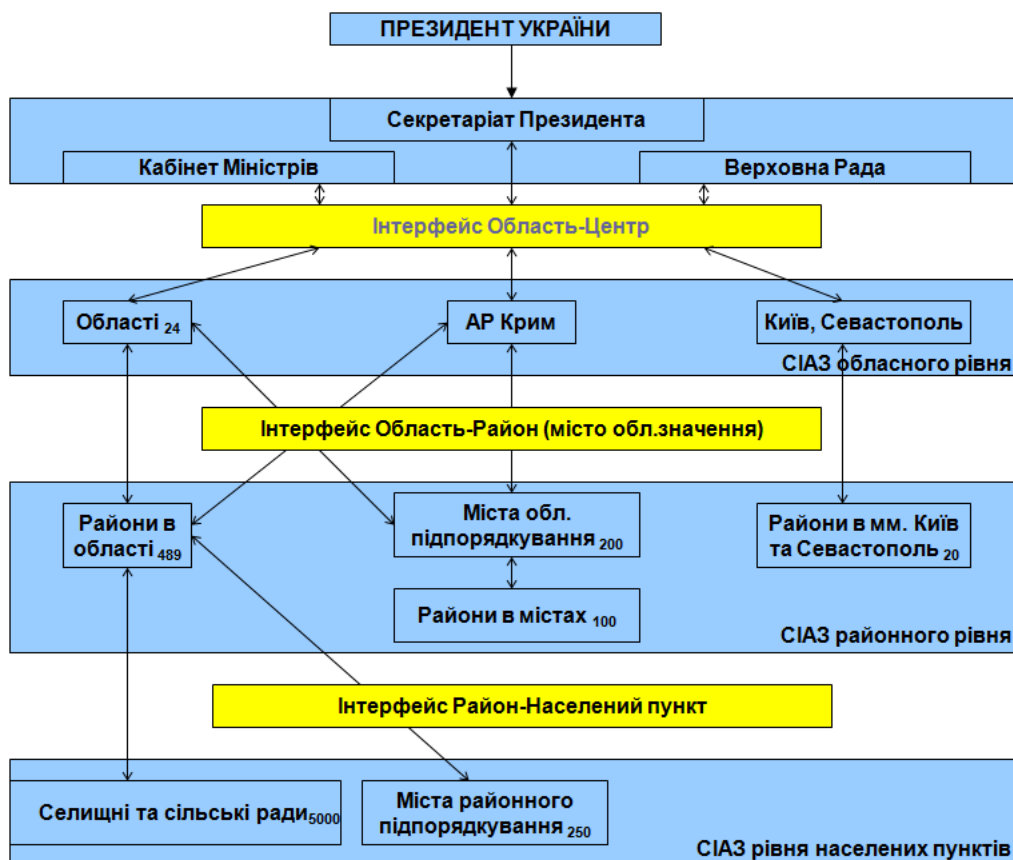 ПРЕЗИДЕНТ УКРАЇНИ
Секретаріат Президента
Кабінет Міністрів
Верховна Рада
Інтерфейс Область-Центр
Області 24
АР Крим
Київ, Севастополь
СІАЗ обласного рівня
Інтерфейс Область-Район (місто обл.значення)
Райони в
області 489
Міста обл.
підпорядкування 200
Райони в мм. Київ
та Севастополь 20
Райони в містах 100
СІАЗ районного рівня
Інтерфейс Район-Населений пункт
Селищні та сільські ради5000
Міста районного
підпорядкування 250
СІАЗ рівня населених пунктів